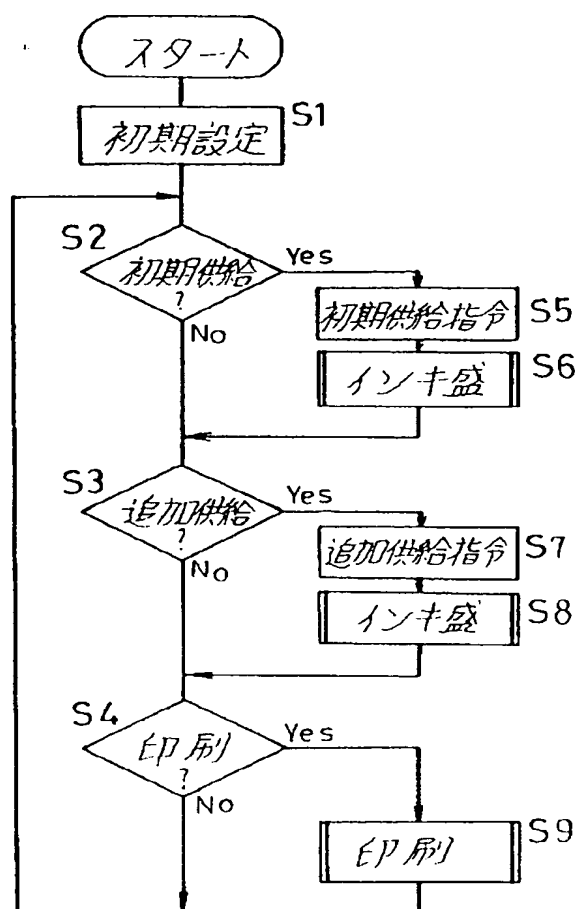 スタート
S1
初期設定
S2
初期供給
?
Yes
No
S5
初期供給指令
S6
インキ盛
S3
追加供給
?
Yes
No
S7
追加供給指令
S8
インキ盛
S4
印刷
?
Yes
No
S9
印刷